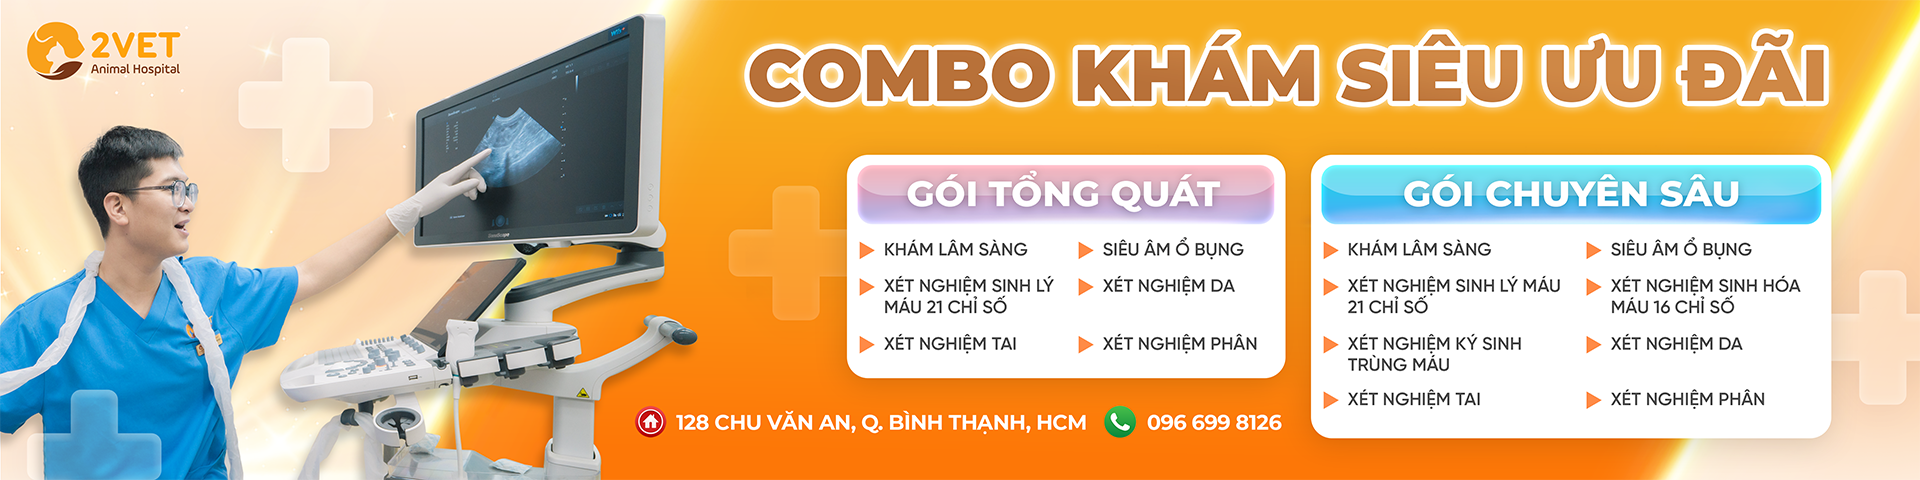 2VET
Animal Hospital
COMBO KHÁM SIÊU ƯU ĐÃI
GÓI TỔNG QUÁT
KHÁM LÂM SÀNG
SIÊU ÂM Ổ BỤNG
XÉT NGHIỆM SINH LÝ
MÁU 21 CHỈ SỐ
XÉT NGHIỆM DA
XÉT NGHIỆM TAI
XÉT NGHIỆM PHÂN
GÓI CHUYÊN SÂU
KHÁM LÂM SÀNG
SIÊU ÂM Ổ BỤNG
XÉT NGHIỆM SINH LÝ MÁU
21 CHỈ SỐ
XÉT NGHIỆM SINH HÓA
MÁU 16 CHỈ SỐ
XÉT NGHIỆM KÝ SINH
TRÙNG MÁU
XÉT NGHIỆM DA
XÉT NGHIỆM TAI
XÉT NGHIỆM PHÂN
128 CHU VĂN AN, Q. BÌNH THẠNH, HCM
096 699 8126